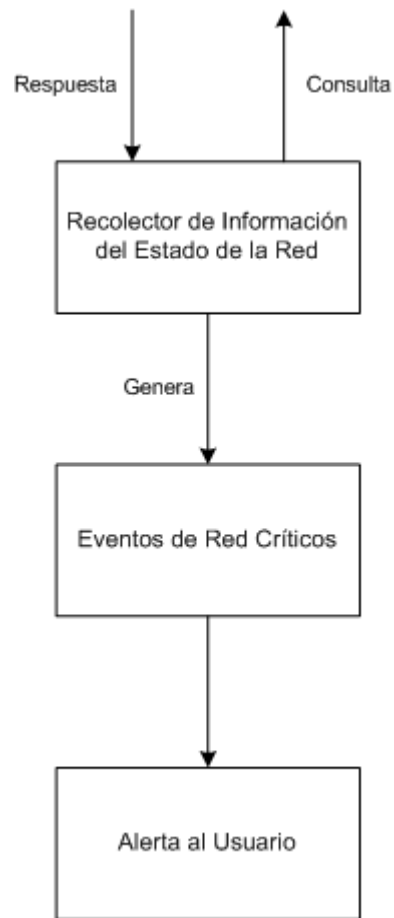 Respuesta
Consulta
Recolector de Información
del Estado de la Red
Genera
Eventos de Red Críticos
Alerta al Usuario